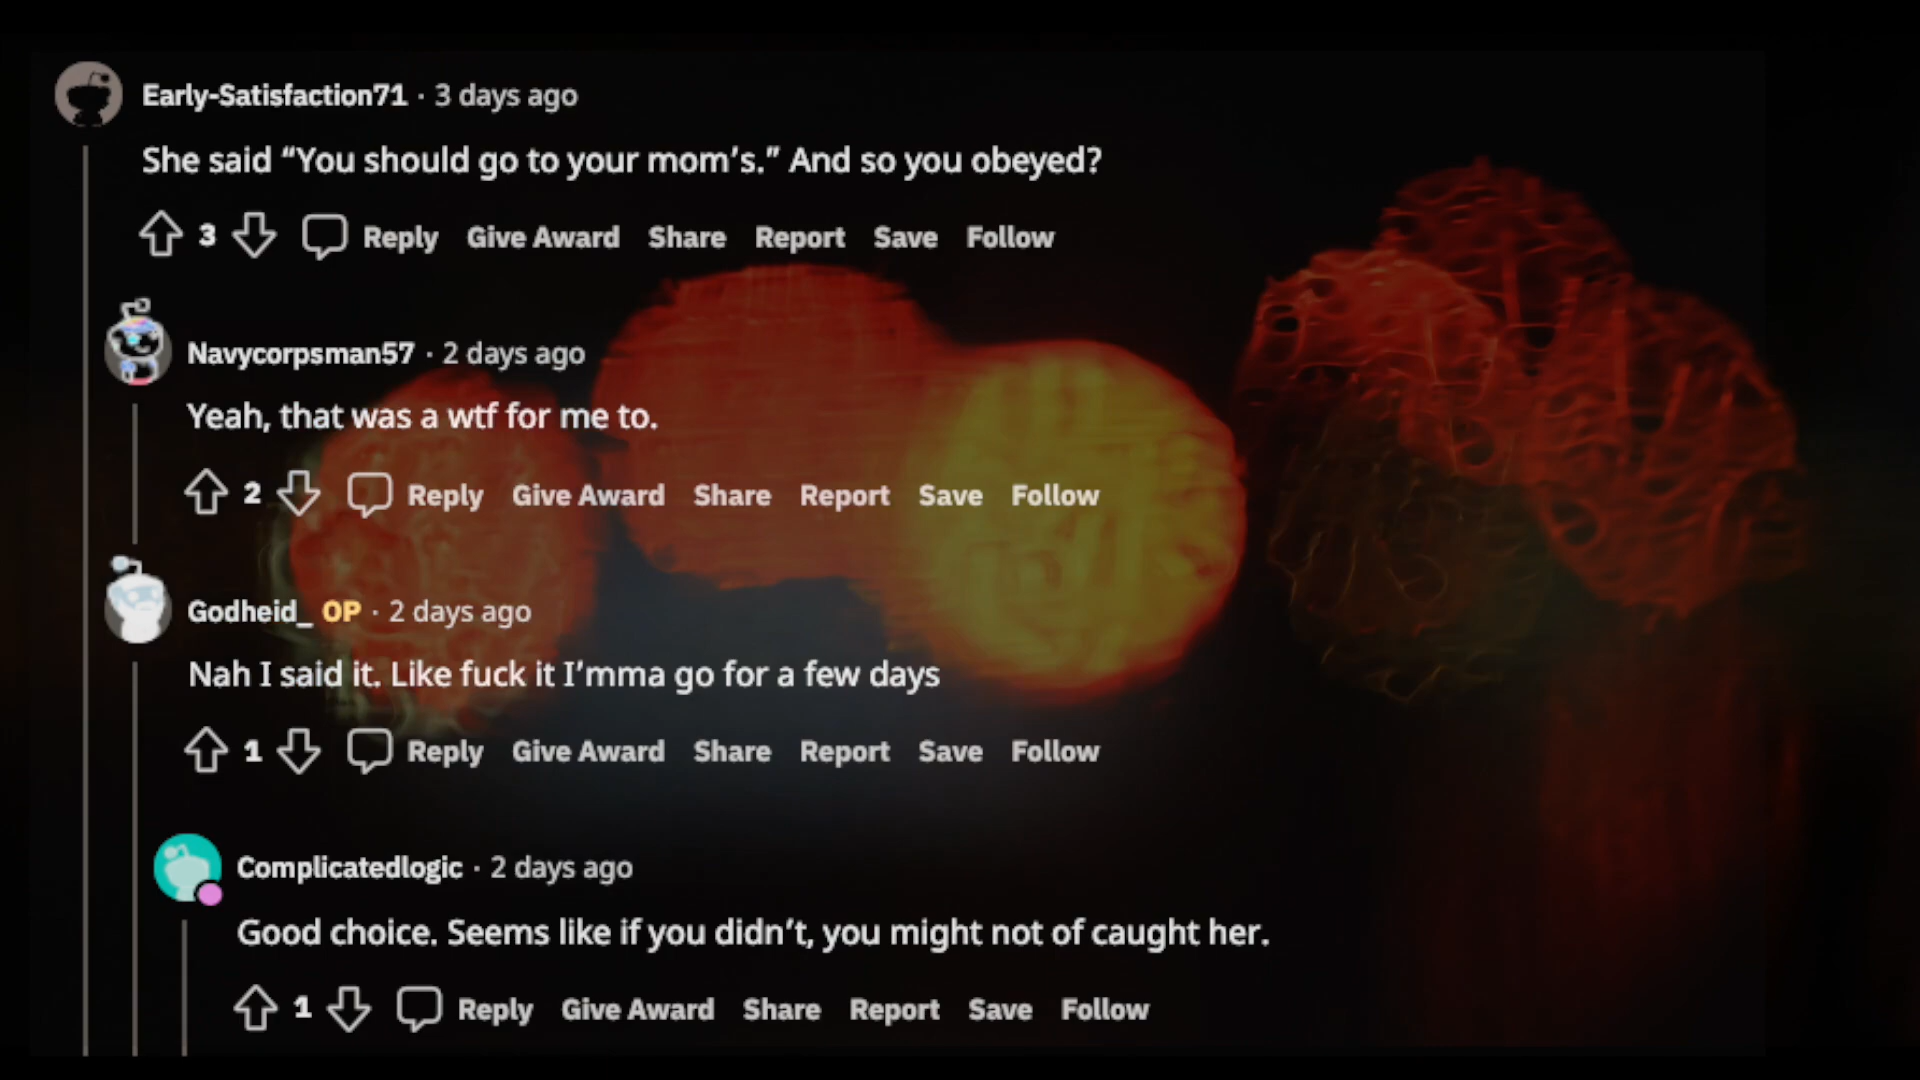 Early-Satisfaction71 · 3 days ago
She said “You should go to your mom’s.” And so you obeyed?
3 Reply Give Award Share Report Save Follow
Navycorpsman57 · 2 days ago
Yeah, that was a wtf for me to.
2 Reply Give Award Share Report Save Follow
Godheid_ OP · 2 days ago
Nah I said it. Like fuck it I’mma go for a few days
1 Reply Give Award Share Report Save Follow
Complicatedlogic · 2 days ago
Good choice. Seems like if you didn’t, you might not of caught her.
1 Reply Give Award Share Report Save Follow